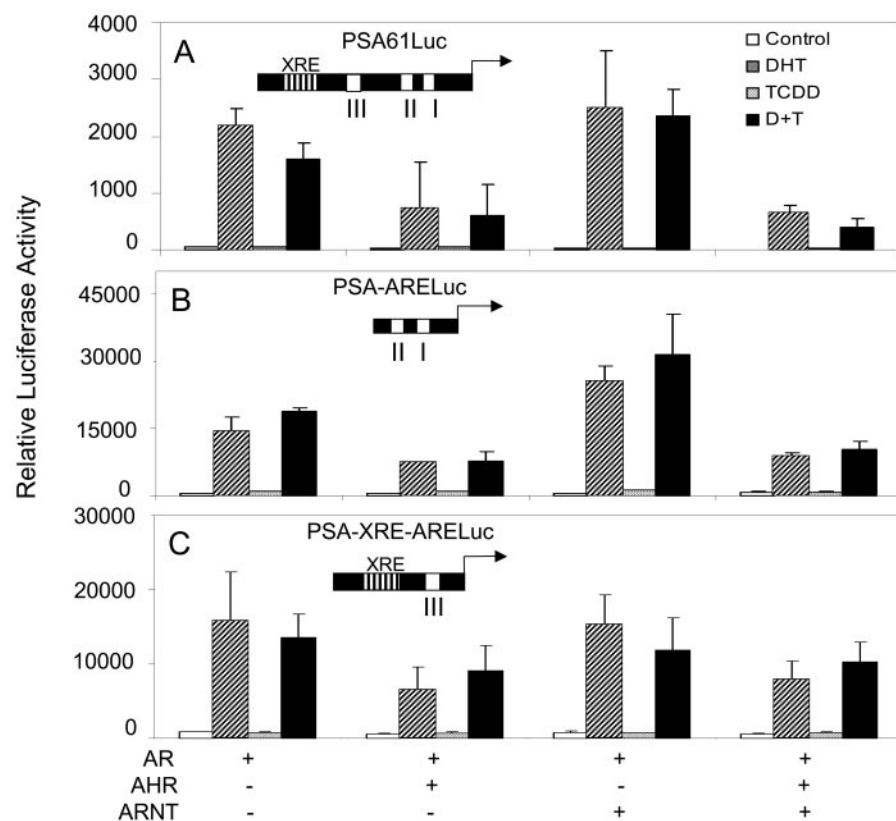 Relative Luciferase Activity
A
PSA61Luc
XRE
III II I
Control
DHT
TCDD
D+T
4000
3000
2000
1000
0
B
PSA-ARELuc
II I
45000
30000
15000
0
C
PSA-XRE-ARELuc
XRE
III
30000
20000
10000
0
AR + + + +
AHR - + - +
ARNT - - + +